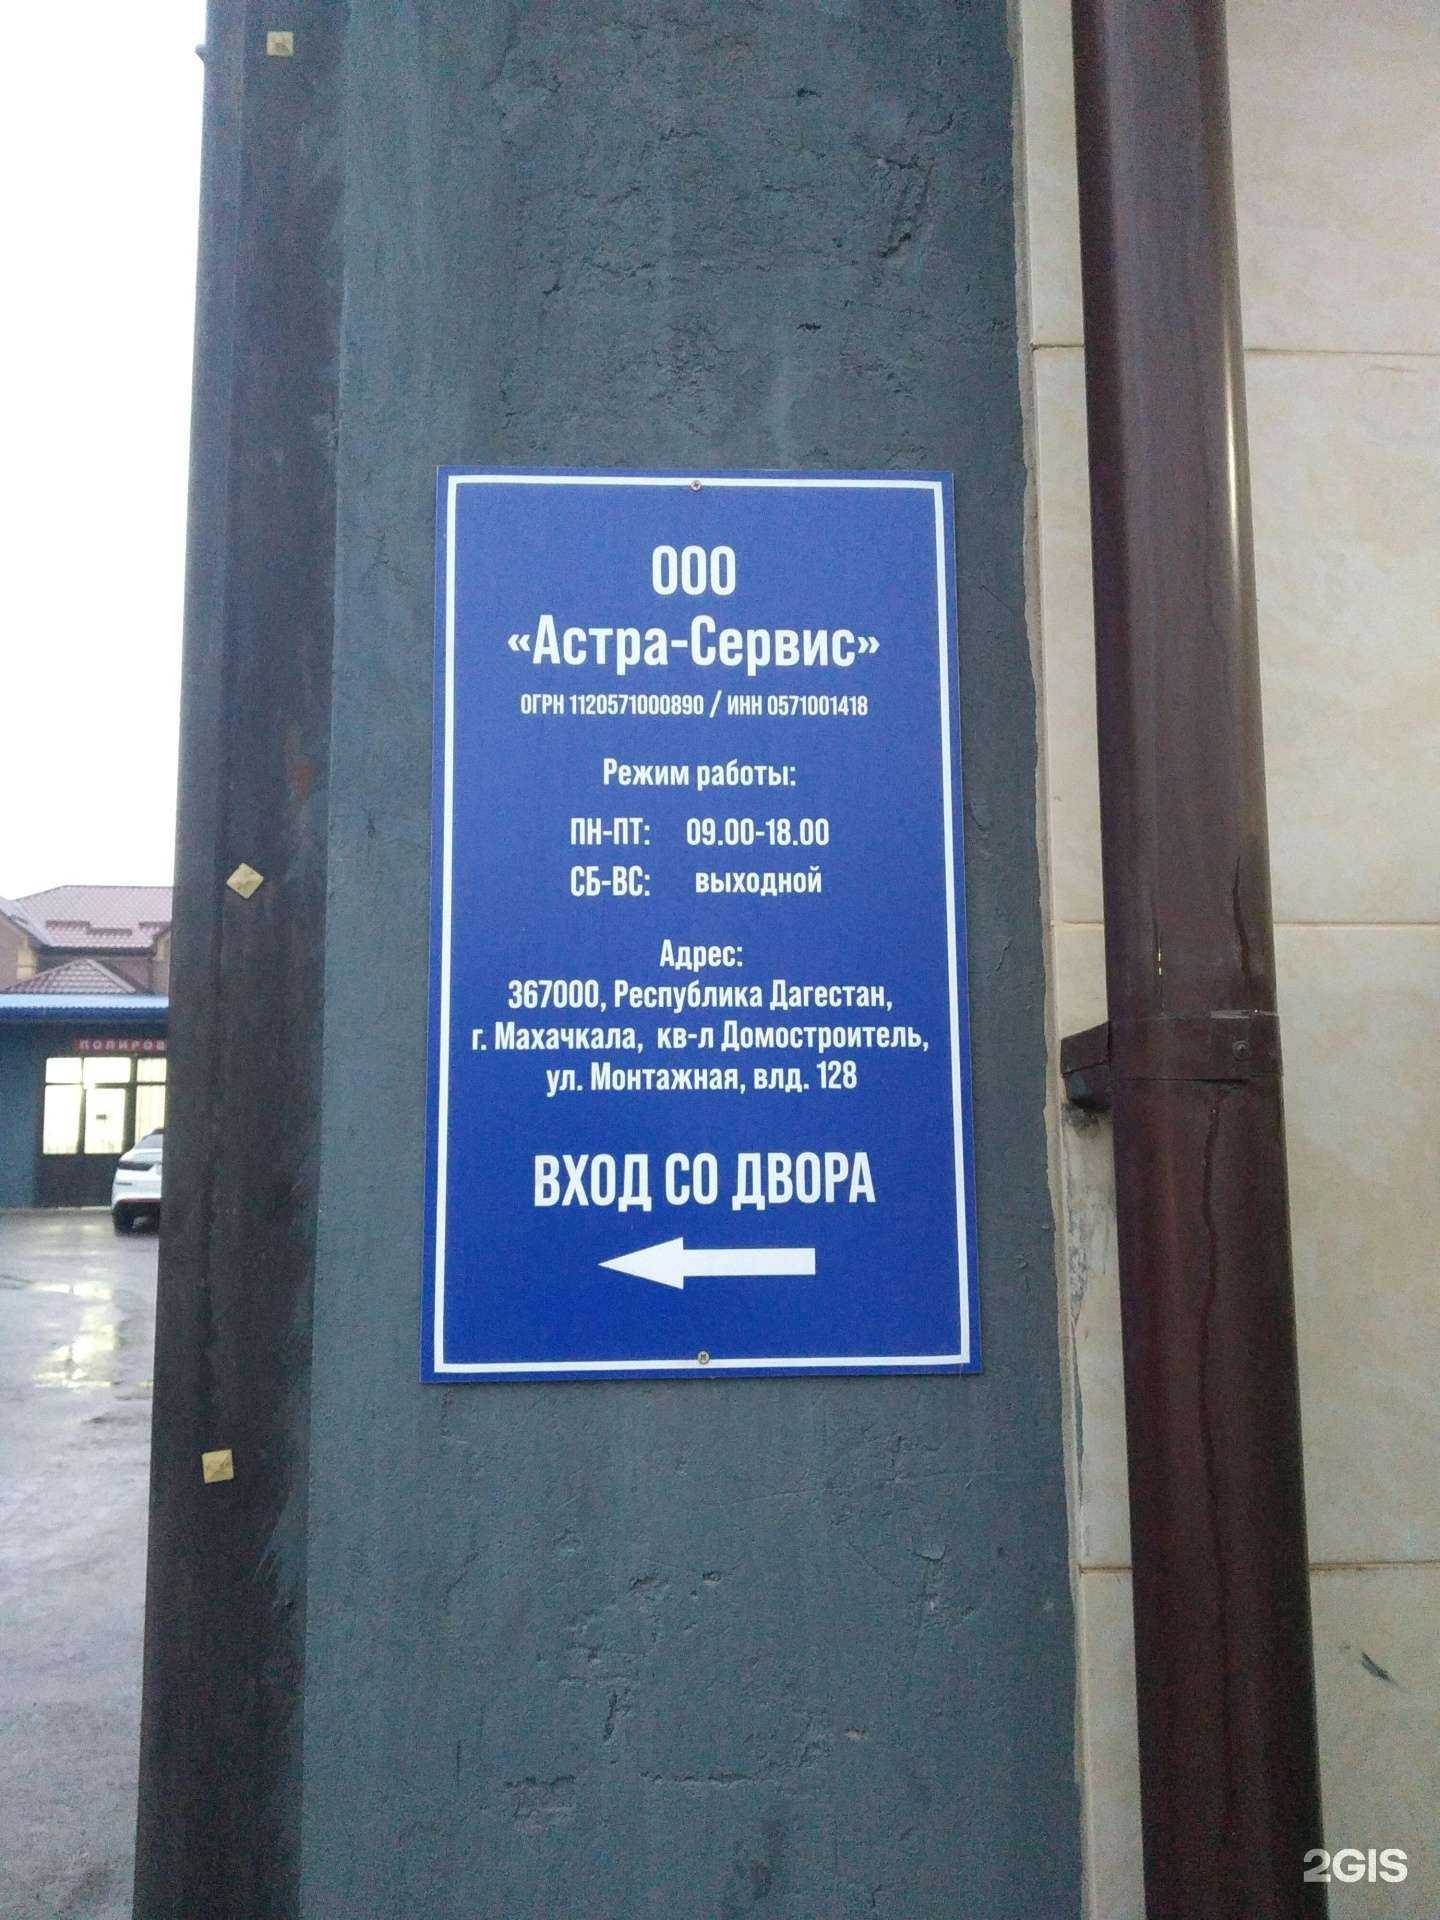 ООО
«Астра-Сервис»
ОГРН 1120571000890 / ИНН 0571001418
Режим работы:
ПН-ПТ: 09.00-18.00
СБ-ВС: выходной
Адрес:
367000, Республика Дагестан,
г. Махачкала, кв-л Домостроитель,
ул. Монтажная, влд. 128
ВХОД СО ДВОРА
ПОЛИРОВ
2GIS